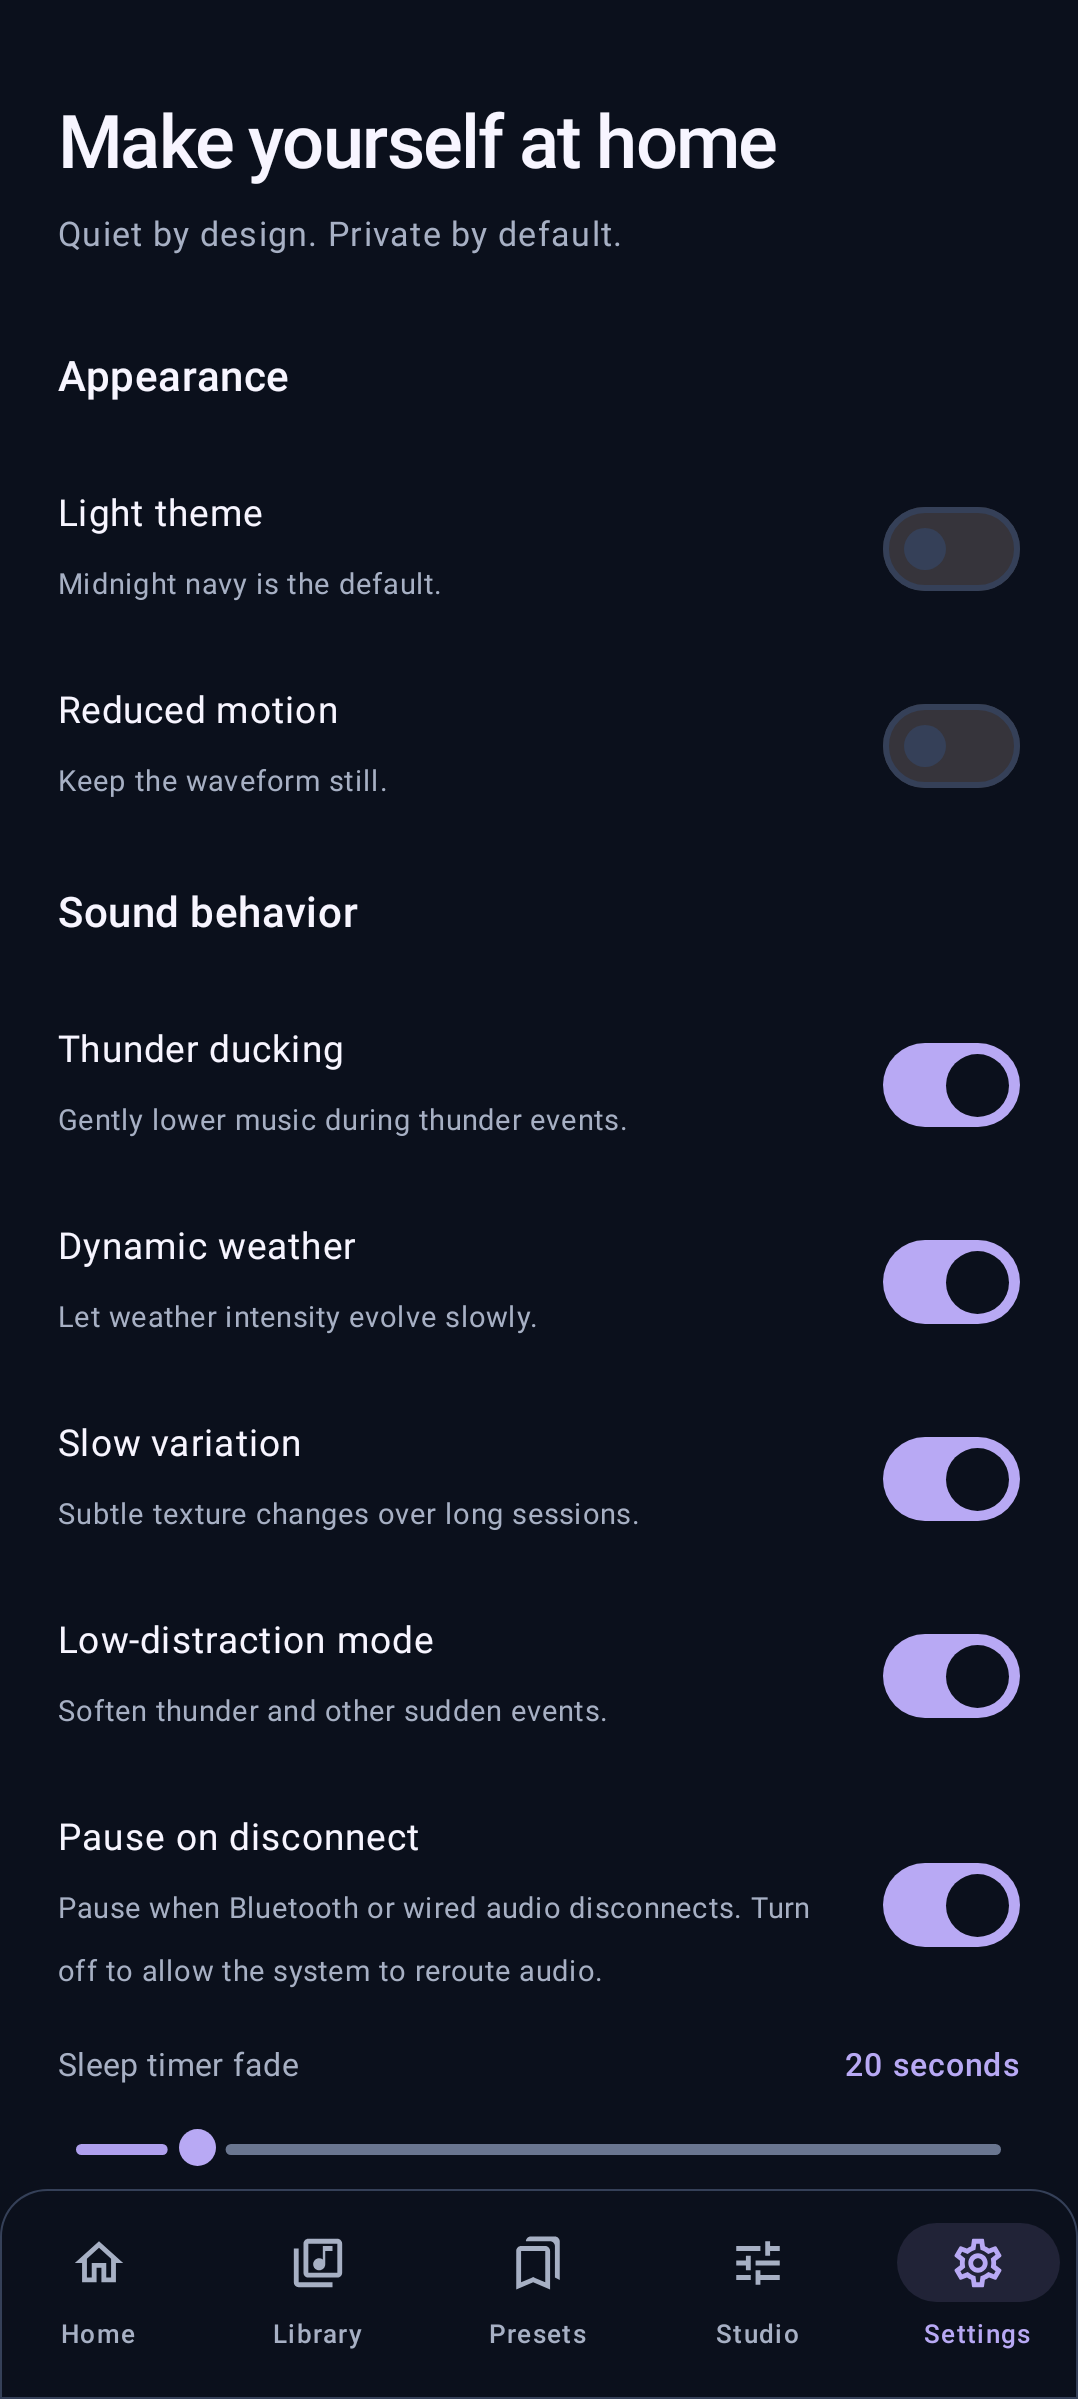 Make yourself at home
Quiet by design. Private by default.
Appearance
Light theme
Midnight navy is the default.
Reduced motion
Keep the waveform still.
Sound behavior
Thunder ducking
Gently lower music during thunder events.
Dynamic weather
Let weather intensity evolve slowly.
Slow variation
Subtle texture changes over long sessions.
Low-distraction mode
Soften thunder and other sudden events.
Pause on disconnect
Pause when Bluetooth or wired audio disconnects. Turn
off to allow the system to reroute audio.
Sleep timer fade 20 seconds
Home Library Presets Studio Settings